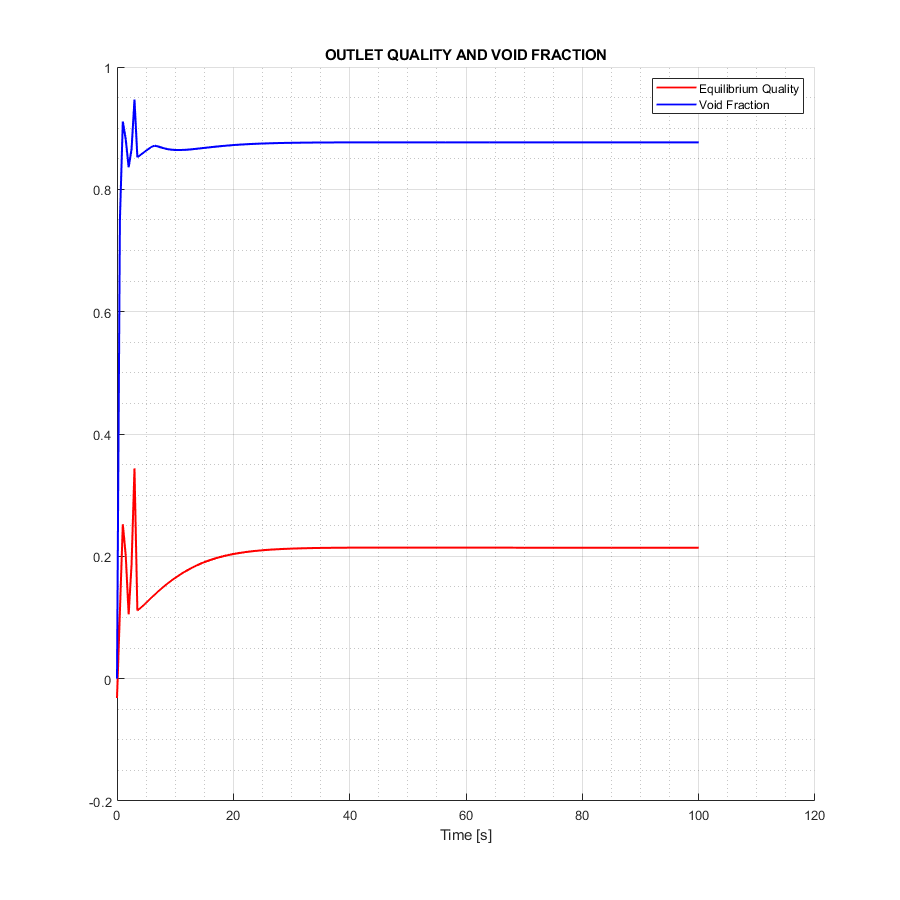 OUTLET QUALITY AND VOID FRACTION
Equilibrium Quality
Void Fraction
1
0.8
0.6
0.4
0.2
0
-0.2
0 20 40 60 80 100 120
Time [s]